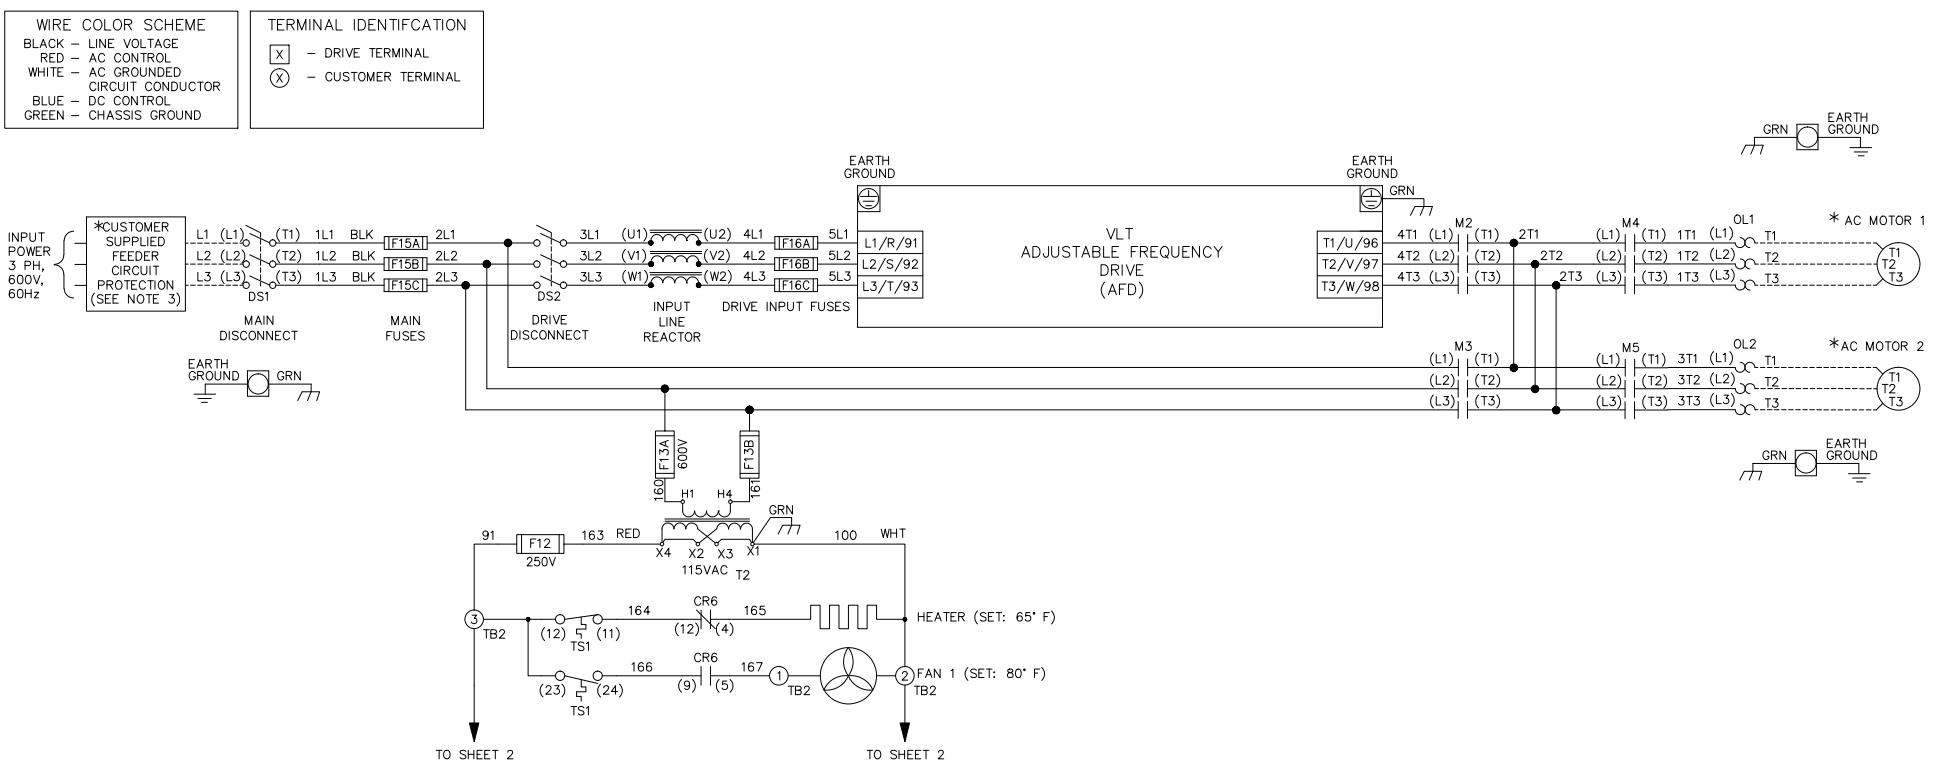 WIRE COLOR SCHEME
BLACK – LINE VOLTAGE
RED – AC CONTROL
WHITE – AC GROUNDED
CIRCUIT CONDUCTOR
BLUE – DC CONTROL
GREEN – CHASSIS GROUND
TERMINAL IDENTIFCATION
X – DRIVE TERMINAL
X – CUSTOMER TERMINAL
INPUT
POWER
3 PH,
600V,
60Hz
*CUSTOMER
SUPPLIED
FEEDER
CIRCUIT
PROTECTION
(SEE NOTE 3)
L1 (L1) (T1) 1L1 BLK F15A 2L1
L2 (L2) (T2) 1L2 BLK F15B 2L2
L3 (L3) (T3) 1L3 BLK F15C 2L3
DS1
MAIN
DISCONNECT
MAIN
FUSES
3L1 (U1) (U2) 4L1 F16A 5L1
3L2 (V1) (V2) 4L2 F16B 5L2
3L3 (W1) (W2) 4L3 F16C 5L3
DS2
DRIVE
DISCONNECT
INPUT
LINE
REACTOR
DRIVE INPUT FUSES
EARTH
GROUND
L1/R/91
L2/S/92
L3/T/93
VLT
ADJUSTABLE FREQUENCY
DRIVE
(AFD)
EARTH
GROUND
GRN
T1/U/96
T2/V/97
T3/W/98
M2
4T1 (L1) (T1) 2T1
4T2 (L2) (T2) 2T2
4T3 (L3) (T3) 2T3
M4
(L1) (T1) 1T1 (L1) T1
(L2) (T2) 1T2 (L2) T2
(L3) (T3) 1T3 (L3) T3
OL1
* AC MOTOR 1
T1
T2
T3
GRN
EARTH
GROUND
M3
(L1) (T1)
(L2) (T2)
(L3) (T3)
M5
(L1) (T1) 3T1 (L1) T1
(L2) (T2) 3T2 (L2) T2
(L3) (T3) 3T3 (L3) T3
OL2
*AC MOTOR 2
T1
T2
T3
GRN
EARTH
GROUND
EARTH
GROUND
GRN
F13A
600V
F13B
160
161
H1 H4
GRN
91 F12 163 RED
250V
X4 X2 X3 X1
115VAC T2
100 WHT
3
TB2
164 CR6 165
(12) (11) (12) (4)
TS1
HEATER (SET: 65° F)
166 CR6 167
(23) (24) (9) (5)
TS1
1
TB2
2
TB2
FAN 1 (SET: 80° F)
TO SHEET 2
TO SHEET 2